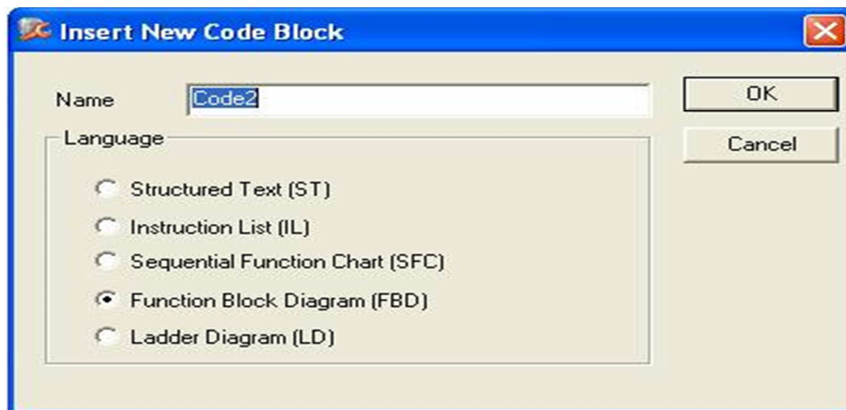 Insert New Code Block
Name Code2
OK
Language
Cancel
Structured Text (ST)
Instruction List (IL)
Sequential Function Chart (SFC)
Function Block Diagram (FBD)
Ladder Diagram (LD)